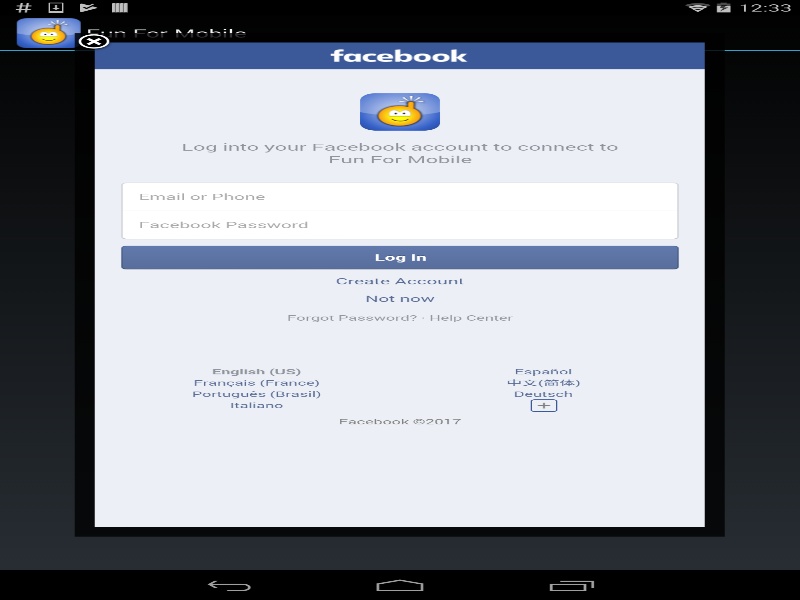 12:33
Fun For Mobile
facebook
Log into your Facebook account to connect to
Fun For Mobile
Email or Phone
Facebook Password
Log In
Create Account
Not now
Forgot Password? · Help Center
English (US)
Español
Français (France)
中文(简体)
Português (Brasil)
Deutsch
Italiano
Facebook ©2017